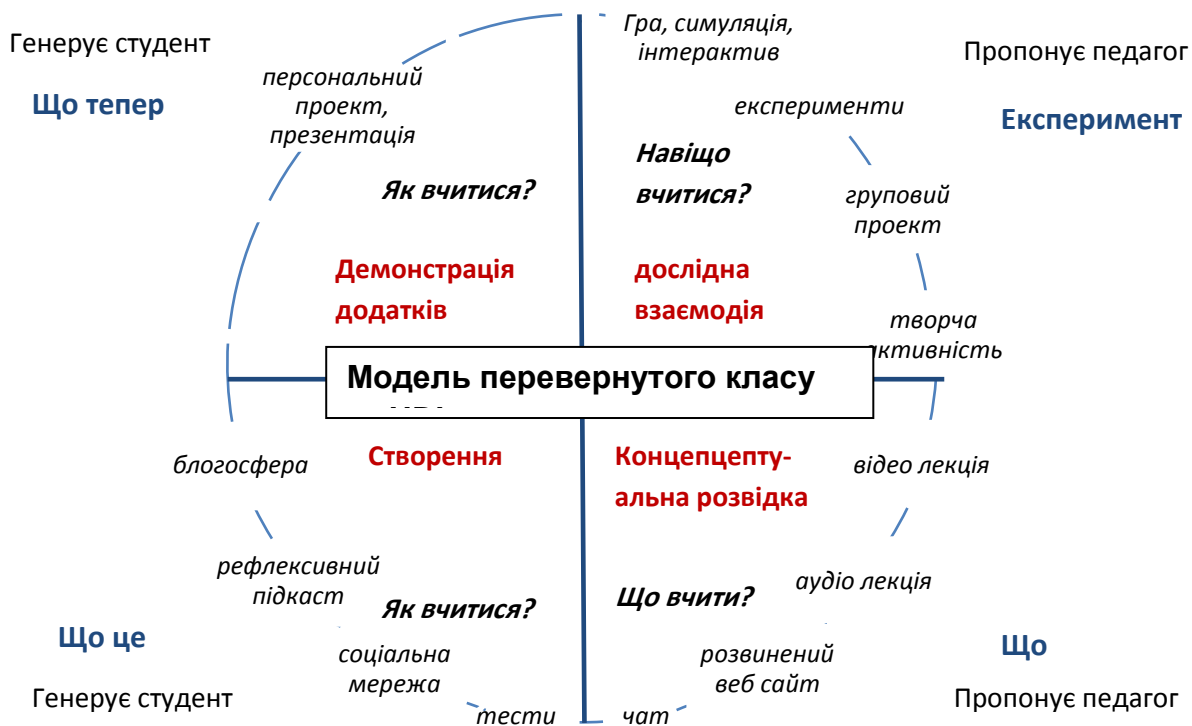 Генерує студент
Що тепер
персональний
проект,
презентація
Як вчитися?
Демонстрація
додатків
Гра, симуляція,
інтерактив
Пропонує педагог
Експеримент
експерименти
Навіщо
вчитися?
груповий
проект
дослідна
взаємодія
творча
активність
Модель перевернутого класу
блогосфера
Створення
рефлексивний
підкаст
Як вчитися?
Що це
соціальна
мережа
Генерує студент
тести
Концепцепту-
альна розвідка
відео лекція
аудіо лекція
Що вчити?
Що
розвинений
веб сайт
Пропонує педагог
чат